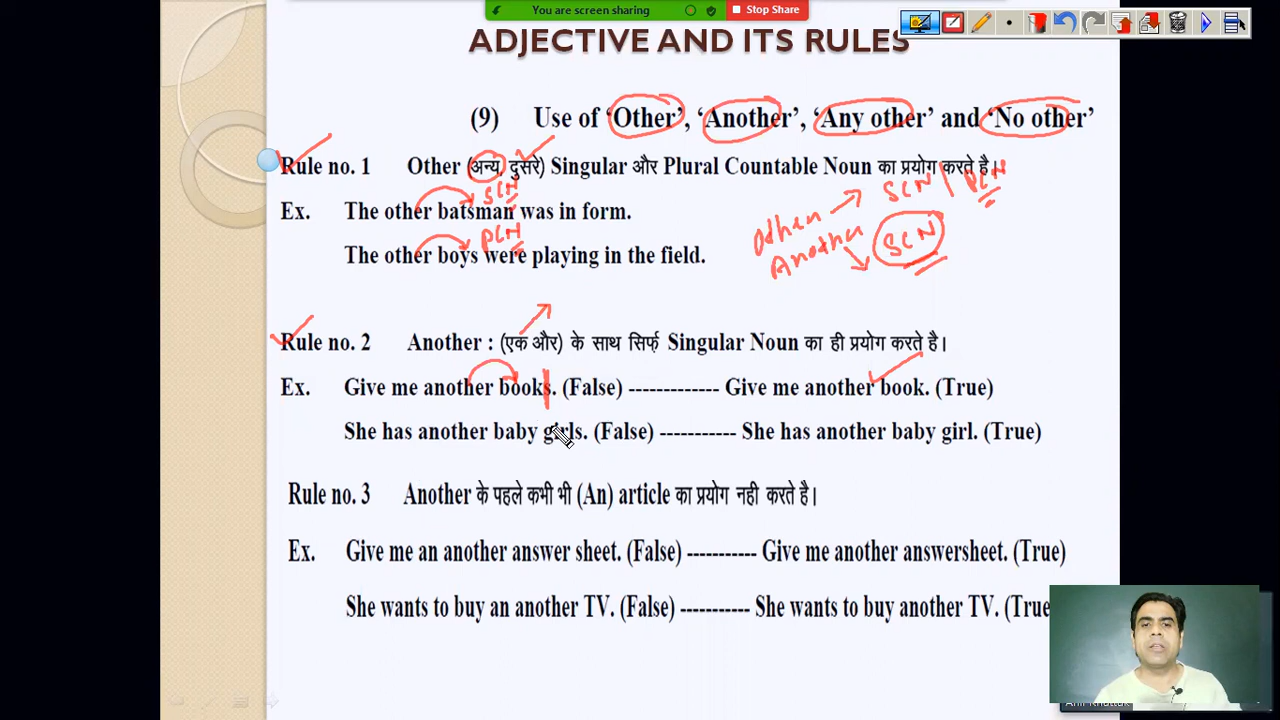 You are screen sharing
Stop Share
ADJECTIVE AND ITS RULES
(9) Use of ‘Other’, ‘Another’, ‘Any other’ and ‘No other’
Rule no. 1 Other (अन्य, दुसरे) Singular और Plural Countable Noun का प्रयोग करते है।
SCN
SCN | PCN
Ex. The other batsman was in form.
Other
PCN
Another
SCN
The other boys were playing in the field.
Rule no. 2 Another : (एक और) के साथ सिर्फ़ Singular Noun का ही प्रयोग करते है।
Ex. Give me another books. (False) ------------- Give me another book. (True)
She has another baby girls. (False) ----------- She has another baby girl. (True)
Rule no. 3 Another के पहले कभी भी (An) article का प्रयोग नही करते है।
Ex. Give me an another answer sheet. (False) ----------- Give me another answersheet. (True)
She wants to buy an another TV. (False) ----------- She wants to buy another TV. (True